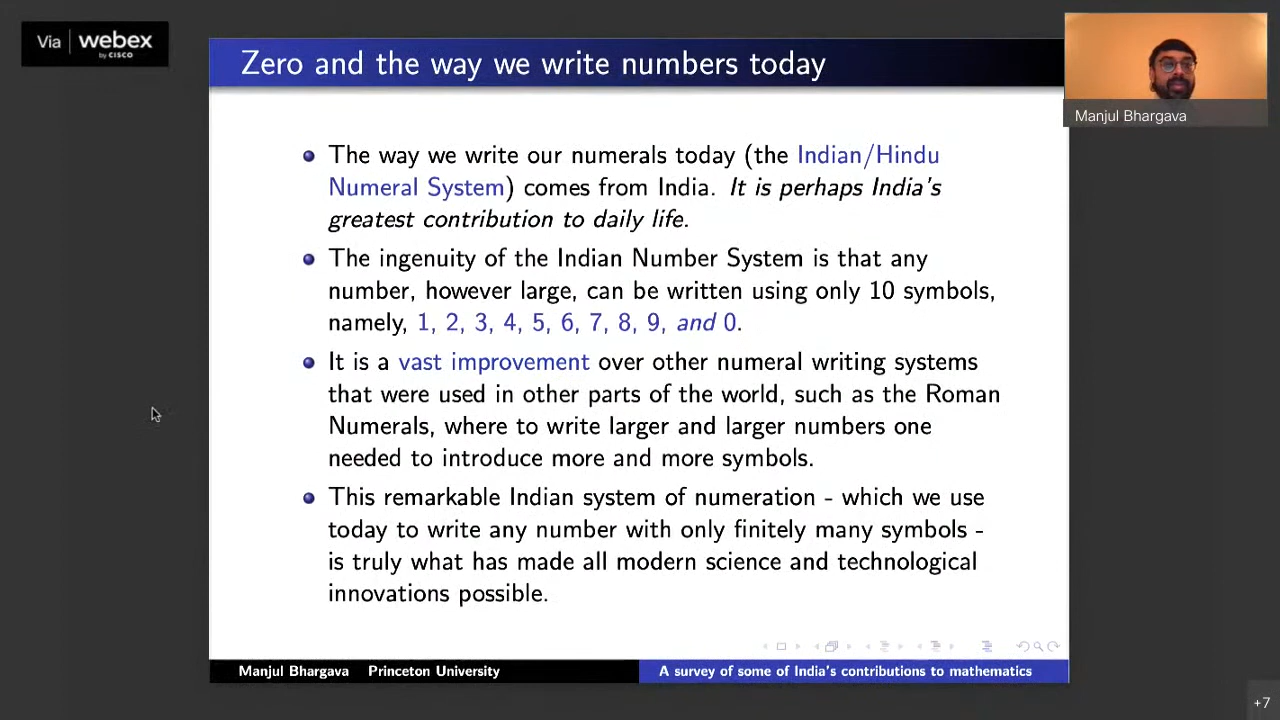 Via webex
by CISCO
Zero and the way we write numbers today
Manjul Bhargava
The way we write our numerals today (the Indian/Hindu
Numeral System) comes from India. It is perhaps India's
greatest contribution to daily life.
The ingenuity of the Indian Number System is that any
number, however large, can be written using only 10 symbols,
namely, 1, 2, 3, 4, 5, 6, 7, 8, 9, and 0.
It is a vast improvement over other numeral writing systems
that were used in other parts of the world, such as the Roman
Numerals, where to write larger and larger numbers one
needed to introduce more and more symbols.
This remarkable Indian system of numeration - which we use
today to write any number with only finitely many symbols -
is truly what has made all modern science and technological
innovations possible.
Manjul Bhargava Princeton University
A survey of some of India's contributions to mathematics
+7